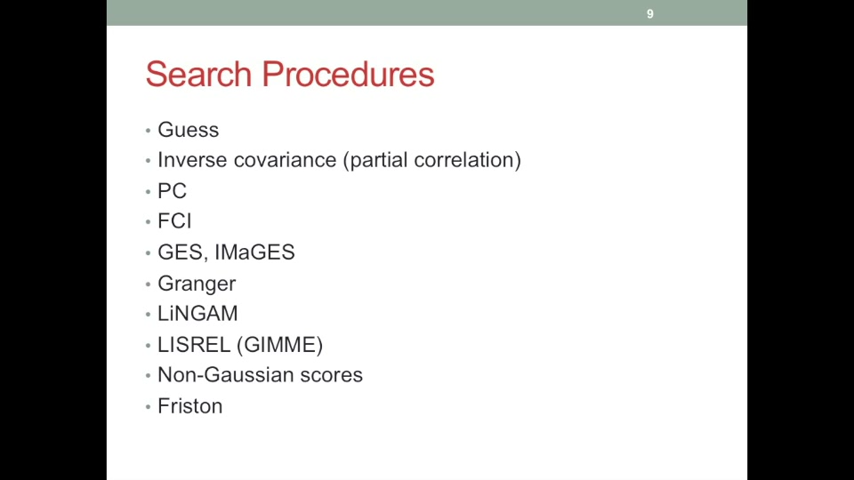 9
Search Procedures
• Guess
• Inverse covariance (partial correlation)
• PC
• FCI
• GES, IMaGES
• Granger
• LiNGAM
• LISREL (GIMME)
• Non-Gaussian scores
• Friston